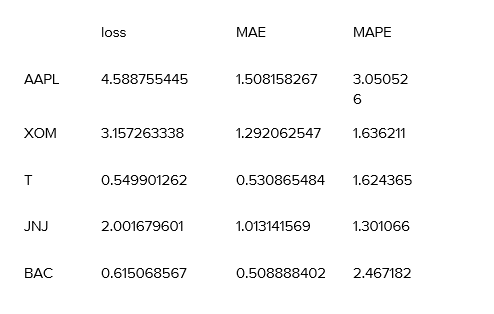 loss MAE MAPE
AAPL 4.588755445 1.508158267 3.05052
6
XOM 3.157263338 1.292062547 1.636211
T 0.549901262 0.530865484 1.624365
JNJ 2.001679601 1.013141569 1.301066
BAC 0.615068567 0.508888402 2.467182